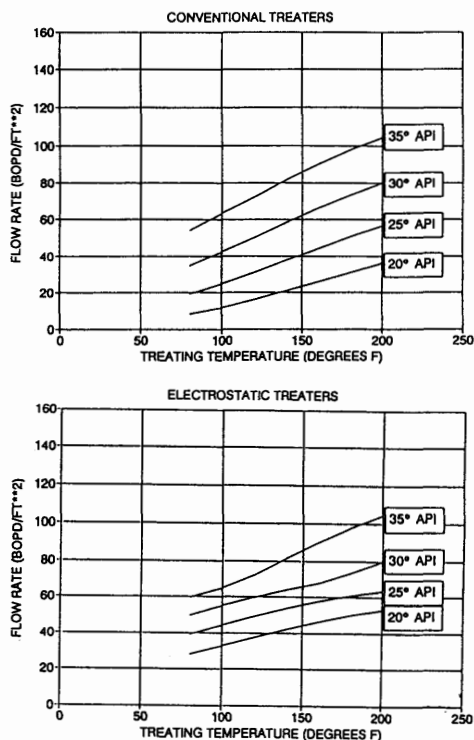 CONVENTIONAL TREATERS
160
140
120
100
80
60
40
20
0
FLOW RATE (BOPD/FT**2)
35° API
30° API
25° API
20° API
0 50 100 150 200 250
TREATING TEMPERATURE (DEGREES F)
ELECTROSTATIC TREATERS
160
140
120
100
80
60
40
20
0
FLOW RATE (BOPD/FT**2)
35° API
30° API
25° API
20° API
0 50 100 150 200 250
TREATING TEMPERATURE (DEGREES F)